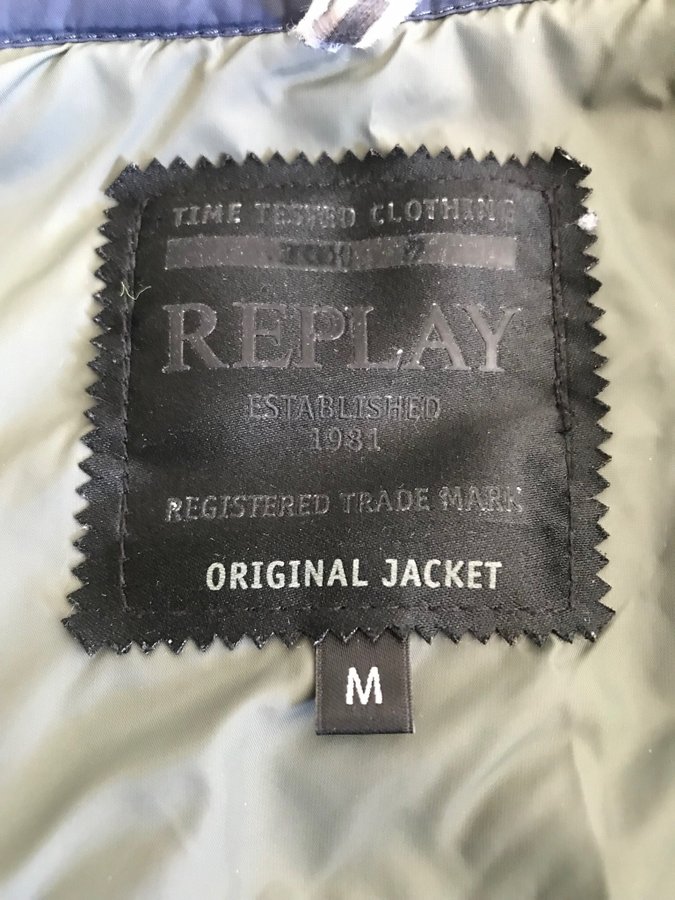 TIME TESTED CLOTHING
REPLAY
ESTABLISHED
1981
REGISTERED TRADE MARK
ORIGINAL JACKET
M